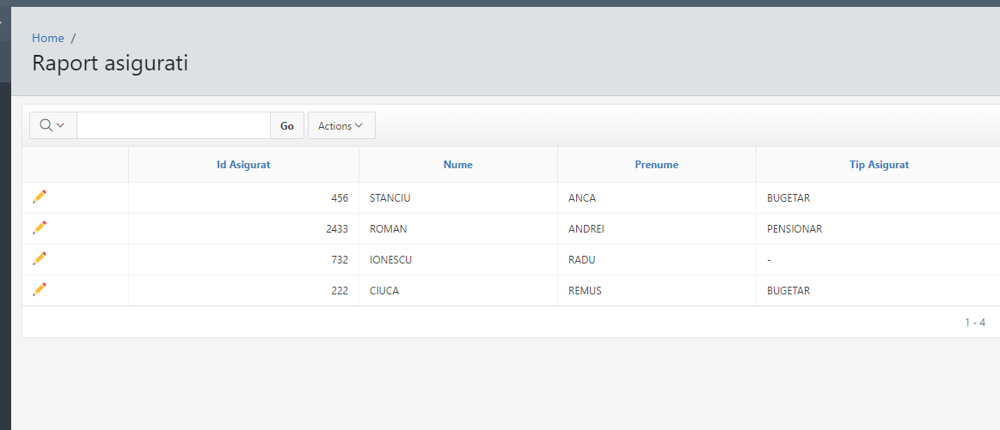 Home /
Raport asigurati
Go Actions
Id Asigurat Nume Prenume Tip Asigurat
456 STANCIU ANCA BUGETAR
2433 ROMAN ANDREI PENSIONAR
732 IONESCU RADU -
222 CIUCA REMUS BUGETAR
1 - 4